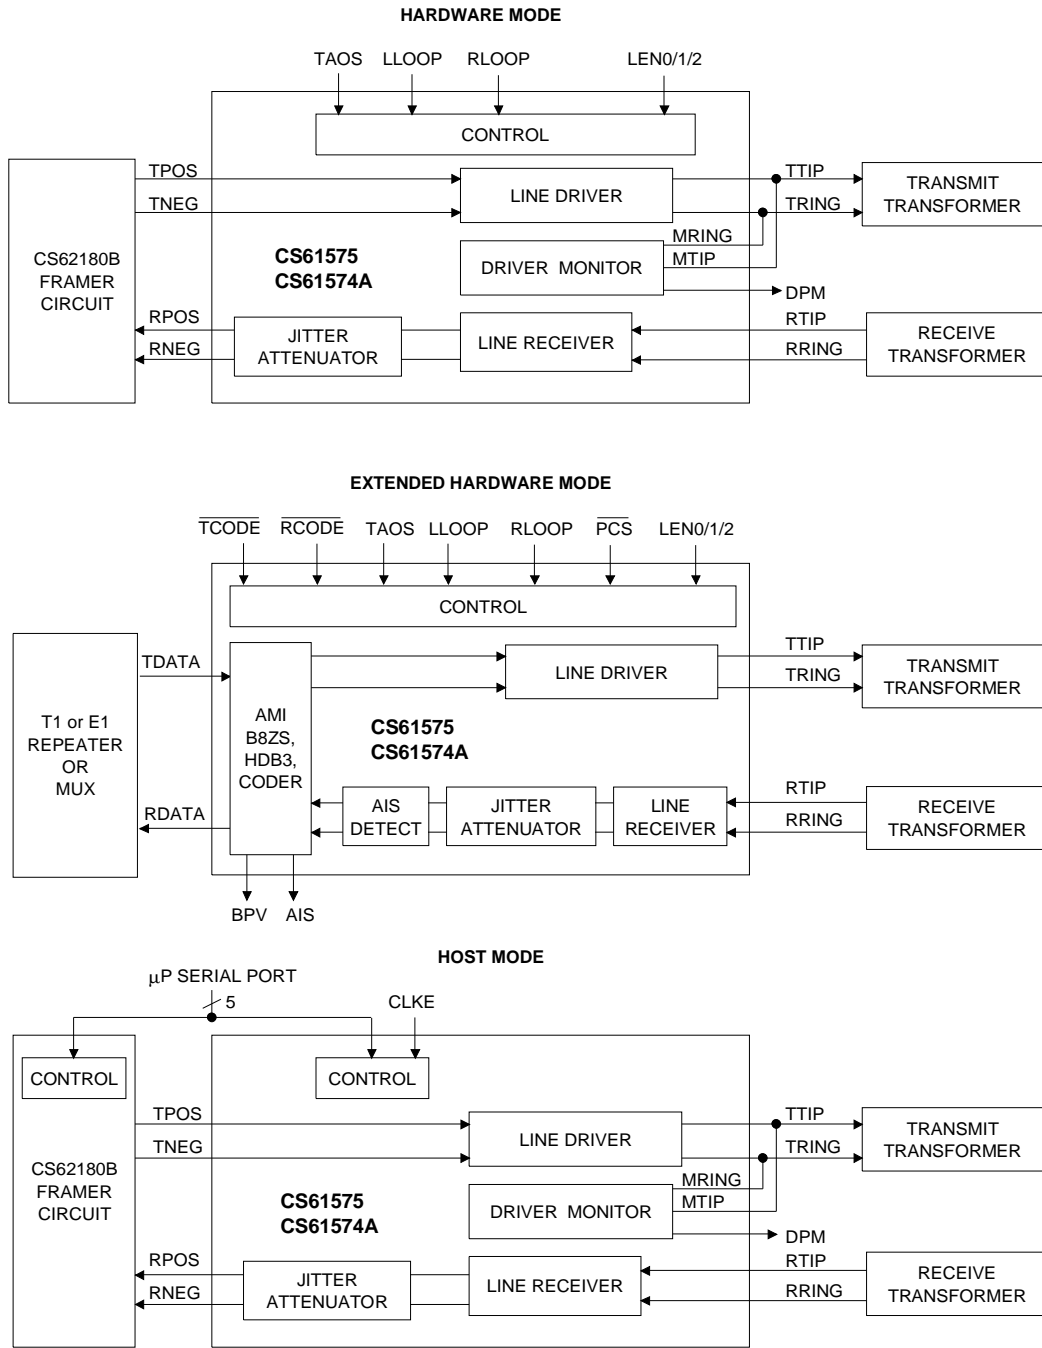 HARDWARE MODE
TAOS LLOOP RLOOP LEN0/1/2
CONTROL
TPOS
TNEG
LINE DRIVER
TTIP
TRING
TRANSMIT
TRANSFORMER
CS62180B
FRAMER
CIRCUIT
CS61575
CS61574A
DRIVER MONITOR
MRING
MTIP
DPM
RPOS
RNEG
JITTER
ATTENUATOR
LINE RECEIVER
RTIP
RRING
RECEIVE
TRANSFORMER
EXTENDED HARDWARE MODE
TCODE RCODE TAOS LLOOP RLOOP PCS LEN0/1/2
CONTROL
TDATA
LINE DRIVER
TTIP
TRING
TRANSMIT
TRANSFORMER
T1 or E1
REPEATER
OR
MUX
AMI
B8ZS,
HDB3,
CODER
CS61575
CS61574A
RDATA
AIS
DETECT
JITTER
ATTENUATOR
LINE
RECEIVER
RTIP
RRING
RECEIVE
TRANSFORMER
BPV AIS
HOST MODE
µP SERIAL PORT
5
CLKE
CONTROL
CONTROL
TPOS
TNEG
LINE DRIVER
TTIP
TRING
TRANSMIT
TRANSFORMER
CS62180B
FRAMER
CIRCUIT
CS61575
CS61574A
DRIVER MONITOR
MRING
MTIP
DPM
RPOS
RNEG
JITTER
ATTENUATOR
LINE RECEIVER
RTIP
RRING
RECEIVE
TRANSFORMER